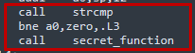 call strcmp
bne a0,zero,.L3
call secret_function